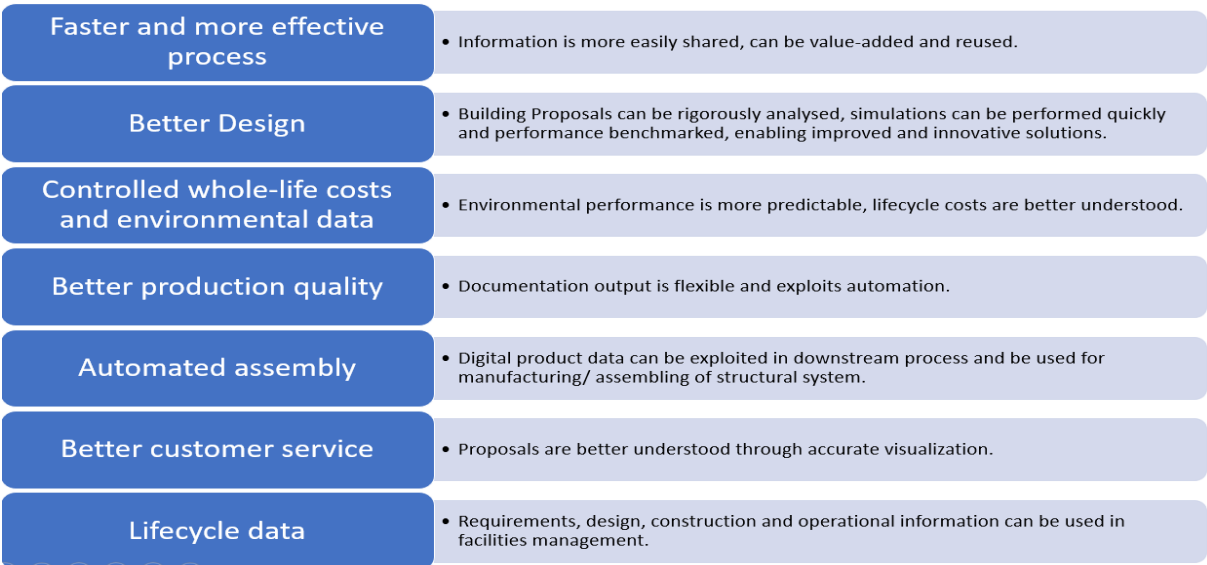 Faster and more effective
process
• Information is more easily shared, can be value-added and reused.
Better Design
• Building Proposals can be rigorously analysed, simulations can be performed quickly
and performance benchmarked, enabling improved and innovative solutions.
Controlled whole-life costs
and environmental data
• Environmental performance is more predictable, lifecycle costs are better understood.
Better production quality
• Documentation output is flexible and exploits automation.
Automated assembly
• Digital product data can be exploited in downstream process and be used for
manufacturing/ assembling of structural system.
Better customer service
• Proposals are better understood through accurate visualization.
Lifecycle data
• Requirements, design, construction and operational information can be used in
facilities management.